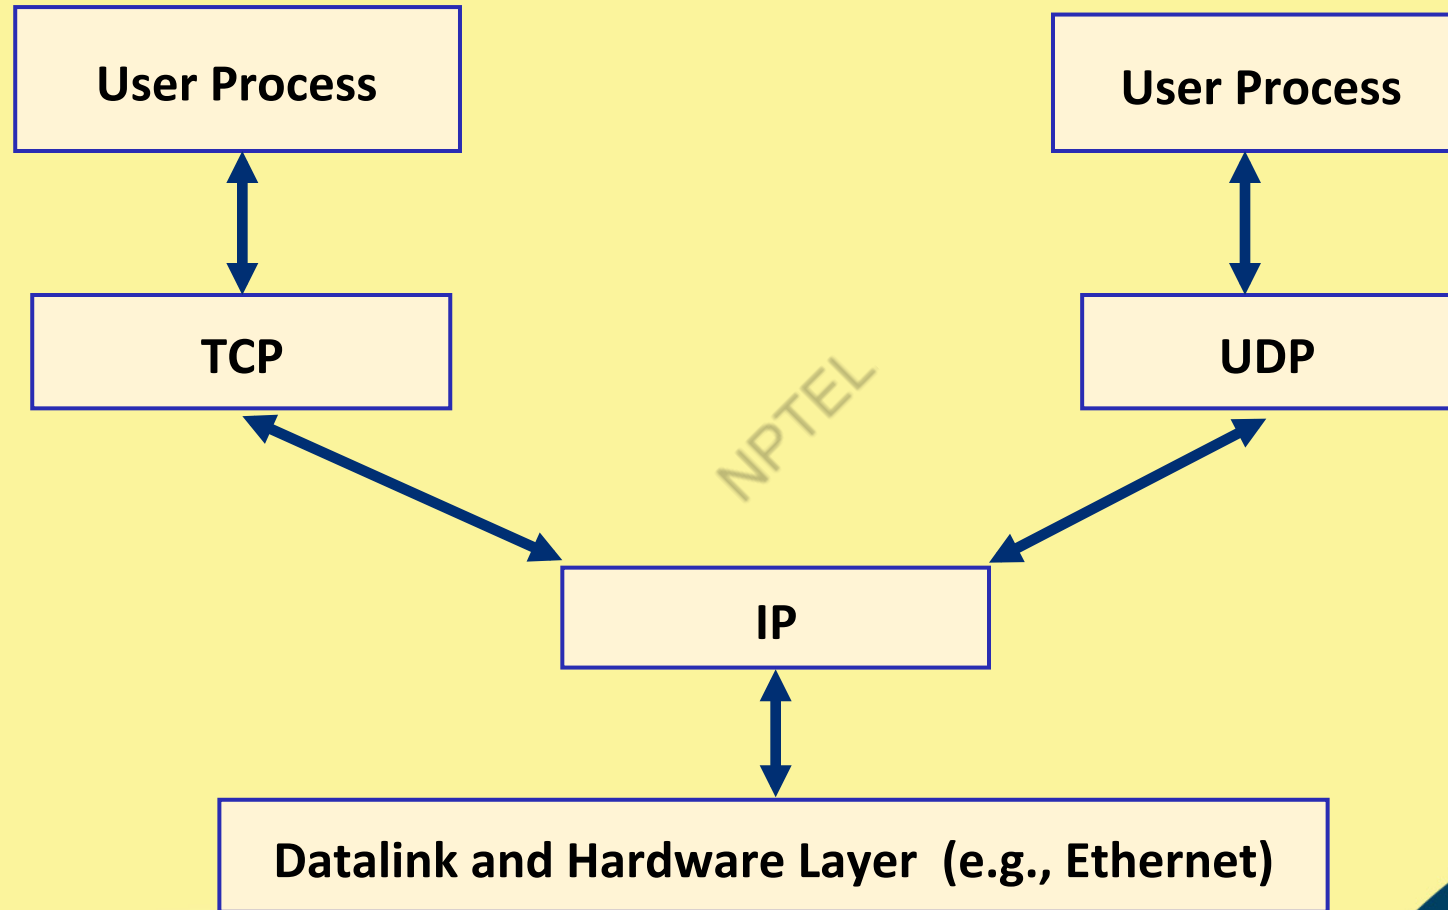 User Process
User Process
TCP
UDP
NPTEL
IP
Datalink and Hardware Layer (e.g., Ethernet)